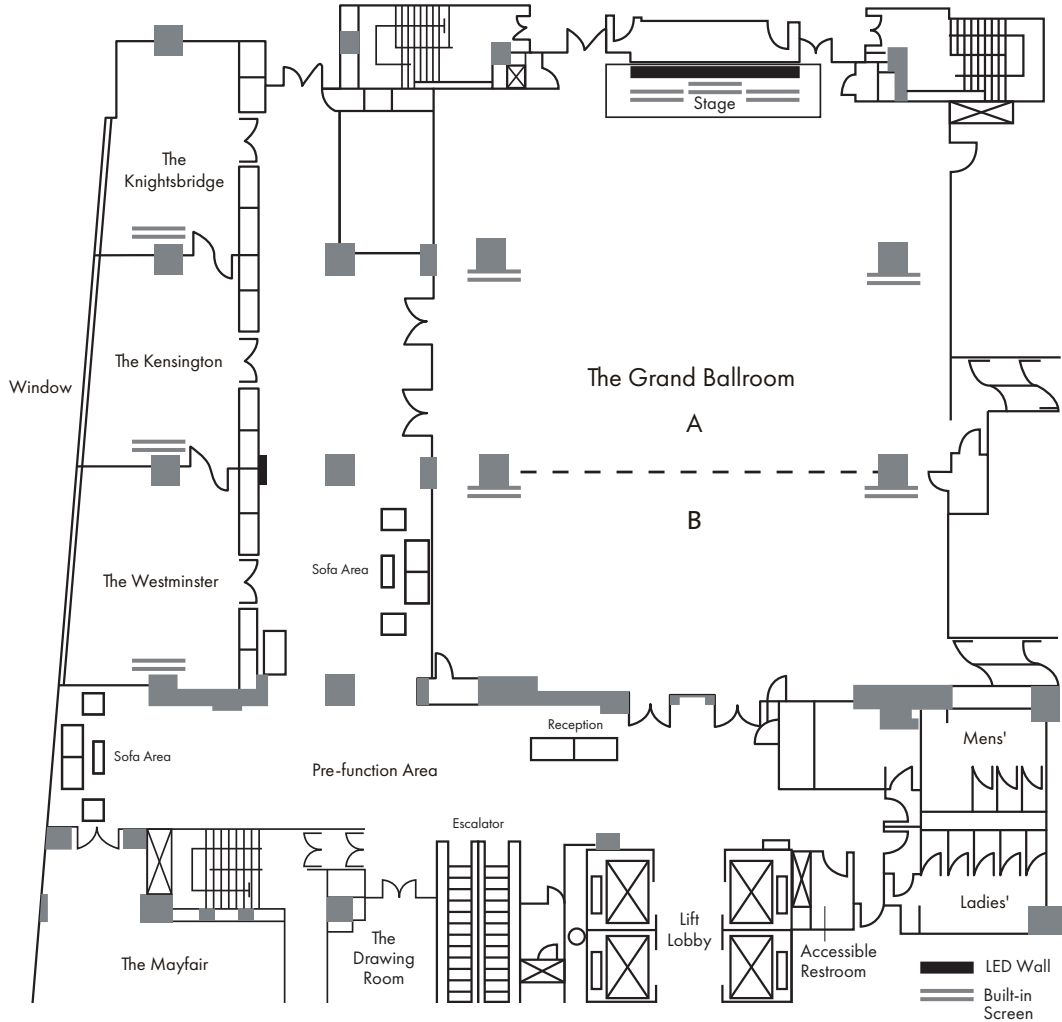 Stage
The
Knightsbridge
The Kensington
Window
The Grand Ballroom
A
B
Sofa Area
The Westminster
Reception
Mens'
Sofa Area
Pre-function Area
Escalator
Ladies'
Lift
Lobby
The
Drawing
Room
Accessible
Restroom
The Mayfair
LED Wall
Built-in
Screen